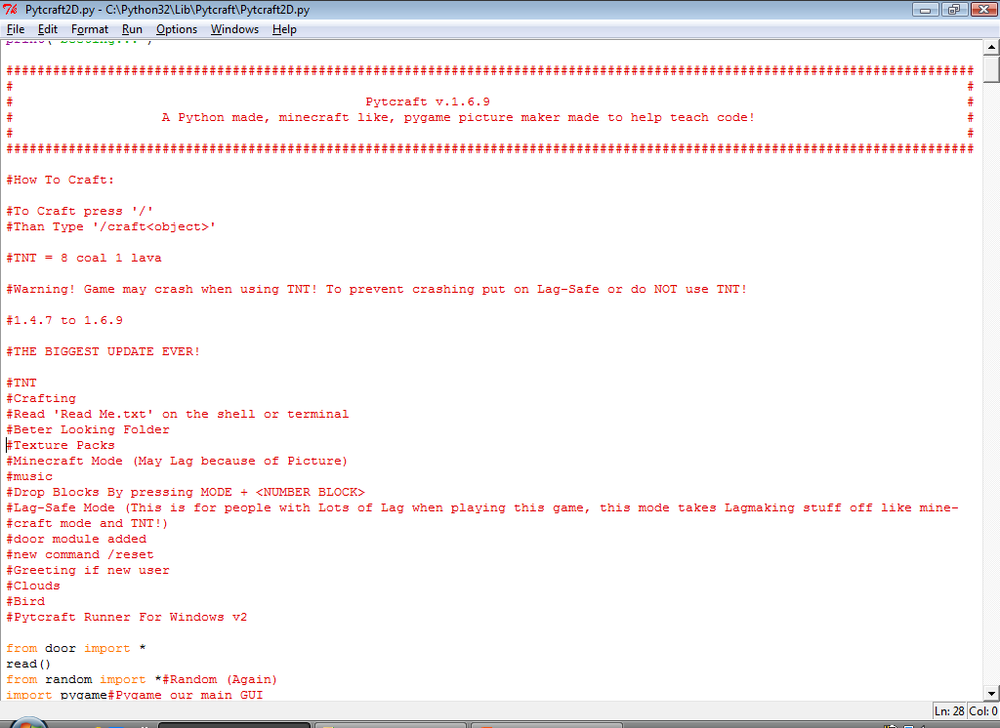 Pytcraft2D.py - C:\Python32\Lib\Pytcraft\Pytcraft2D.py
File Edit Format Run Options Windows Help
############################################################################################################################
# #
# Pytcraft v.1.6.9 #
# A Python made, minecraft like, pygame picture maker made to help teach code! #
# #
############################################################################################################################
#How To Craft:
#To Craft press '/'
#Than Type '/craft<object>'
#TNT = 8 coal 1 lava
#Warning! Game may crash when using TNT! To prevent crashing put on Lag-Safe or do NOT use TNT!
#1.4.7 to 1.6.9
#THE BIGGEST UPDATE EVER!
#TNT
#Crafting
#Read 'Read Me.txt' on the shell or terminal
#Beter Looking Folder
#Texture Packs
#Minecraft Mode (May Lag because of Picture)
#music
#Drop Blocks By pressing MODE + <NUMBER BLOCK>
#Lag-Safe Mode (This is for people with Lots of Lag when playing this game, this mode takes Lagmaking stuff off like mine-
#craft mode and TNT!)
#door module added
#new command /reset
#Greeting if new user
#Clouds
#Bird
#Pytcraft Runner For Windows v2
from door import *
read()
from random import *#Random (Again)
import pygame#Pygame our main GUI
Ln: 28 Col: 0